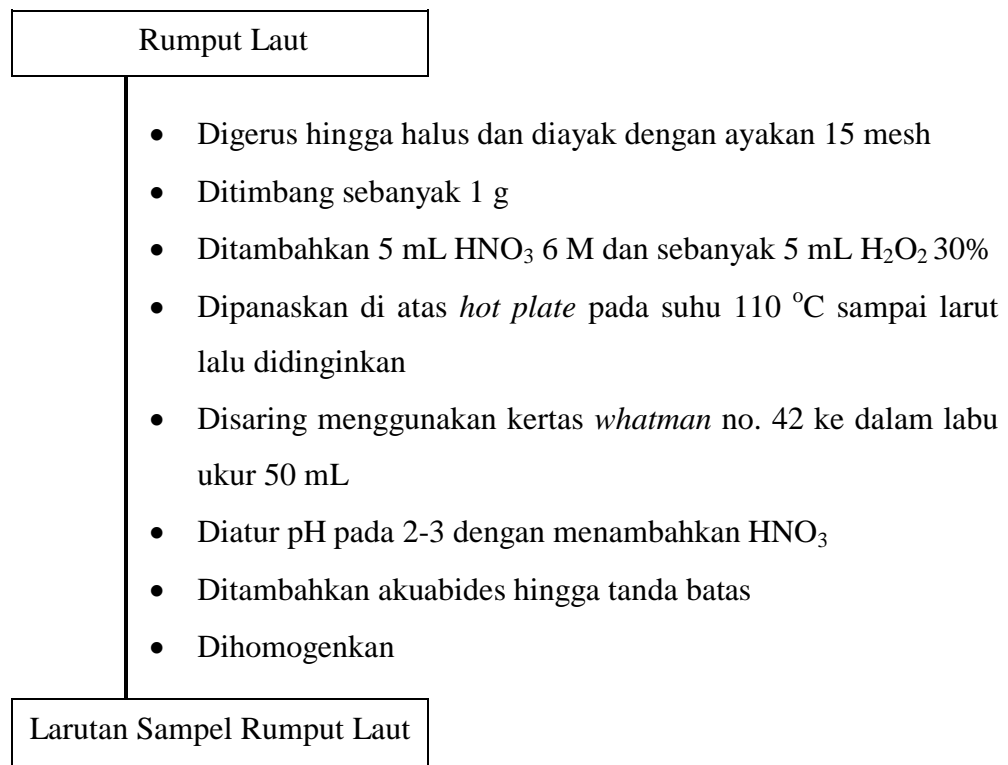 Rumput Laut
• Digerus hingga halus dan diayak dengan ayakan 15 mesh
• Ditimbang sebanyak 1 g
• Ditambahkan 5 mL HNO₃ 6 M dan sebanyak 5 mL H₂O₂ 30%
• Dipanaskan di atas hot plate pada suhu 110 °C sampai larut
lalu didinginkan
• Disaring menggunakan kertas whatman no. 42 ke dalam labu
ukur 50 mL
• Diatur pH pada 2-3 dengan menambahkan HNO₃
• Ditambahkan akuabides hingga tanda batas
• Dihomogenkan
Larutan Sampel Rumput Laut